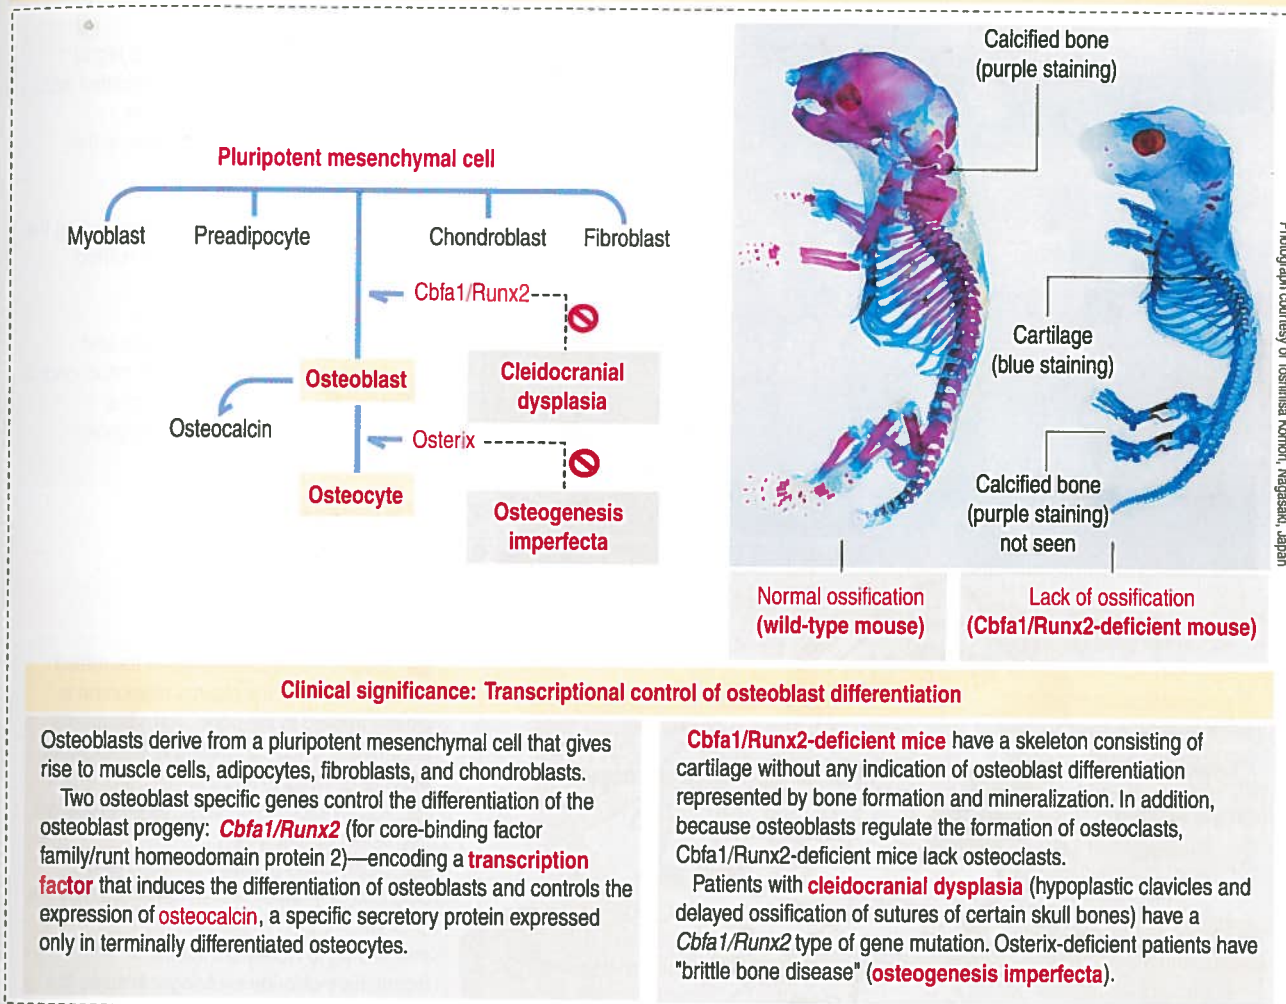 Pluripotent mesenchymal cell
Myoblast
Preadipocyte
Chondroblast
Fibroblast
Cbfa1/Runx2
Cleidocranial
dysplasia
Osteoblast
Osteocalcin
Osterix
Osteocyte
Osteogenesis
imperfecta
Calcified bone
(purple staining)
Cartilage
(blue staining)
Calcified bone
(purple staining)
not seen
Photograph courtesy of Toshihisa Komori, Nagasaki, Japan
Normal ossification
(wild-type mouse)
Lack of ossification
(Cbfa1/Runx2-deficient mouse)
Clinical significance: Transcriptional control of osteoblast differentiation
Osteoblasts derive from a pluripotent mesenchymal cell that gives
rise to muscle cells, adipocytes, fibroblasts, and chondroblasts.
Two osteoblast specific genes control the differentiation of the
osteoblast progeny: Cbfa1/Runx2 (for core-binding factor
family/runt homeodomain protein 2)—encoding a transcription
factor that induces the differentiation of osteoblasts and controls the
expression of osteocalcin, a specific secretory protein expressed
only in terminally differentiated osteocytes.
Cbfa1/Runx2-deficient mice have a skeleton consisting of
cartilage without any indication of osteoblast differentiation
represented by bone formation and mineralization. In addition,
because osteoblasts regulate the formation of osteoclasts,
Cbfa1/Runx2-deficient mice lack osteoclasts.
Patients with cleidocranial dysplasia (hypoplastic clavicles and
delayed ossification of sutures of certain skull bones) have a
Cbfa1/Runx2 type of gene mutation. Osterix-deficient patients have
"brittle bone disease" (osteogenesis imperfecta).